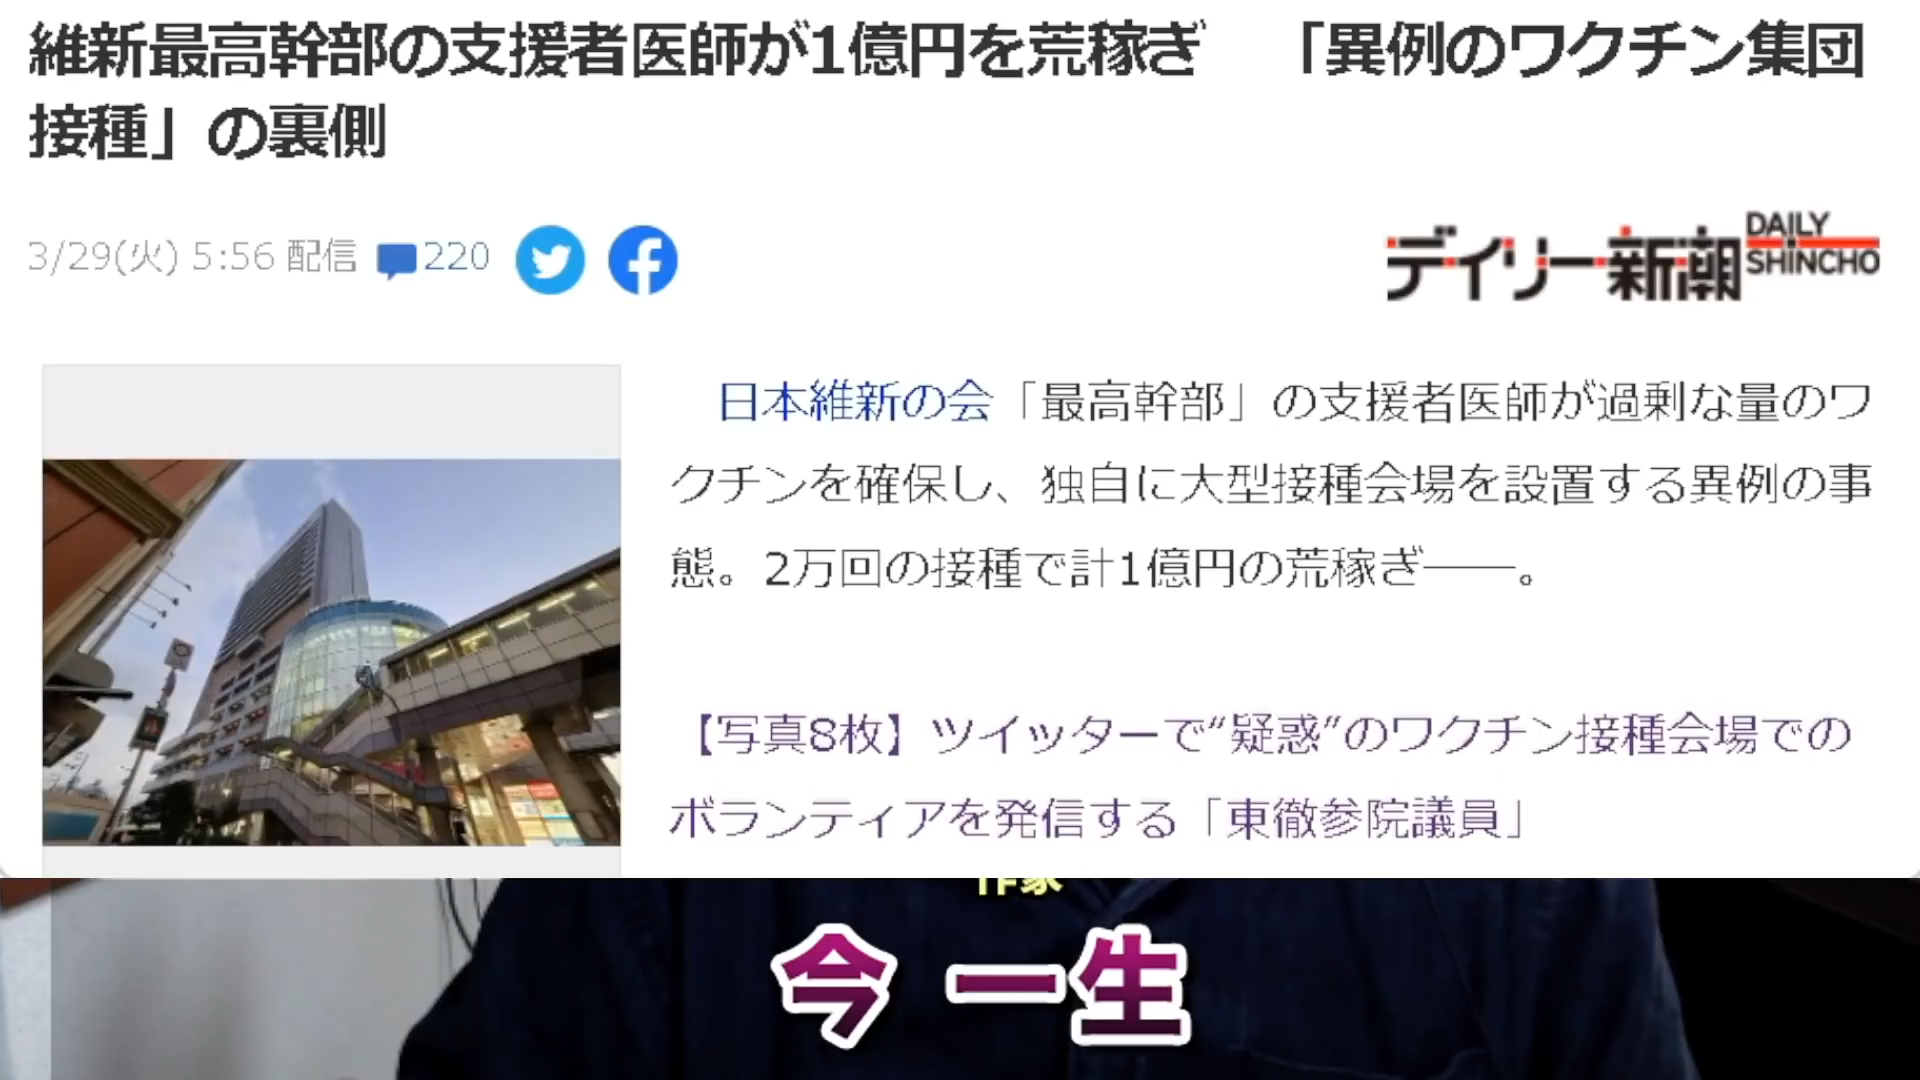 維新最高幹部の支援者医師が1億円を荒稼ぎ 「異例のワクチン集団
接種」の裏側
3/29(火) 5:56 配信 220
デイリー新潮 DAILY SHINCHO
日本維新の会「最高幹部」の支援者医師が過剰な量のワ
クチンを確保し、独自に大型接種会場を設置する異例の事
態。2万回の接種で計1億円の荒稼ぎ――。
【写真8枚】ツイッターで“疑惑”のワクチン接種会場での
ボランティアを発信する「東徹参院議員」
作家
今 一生